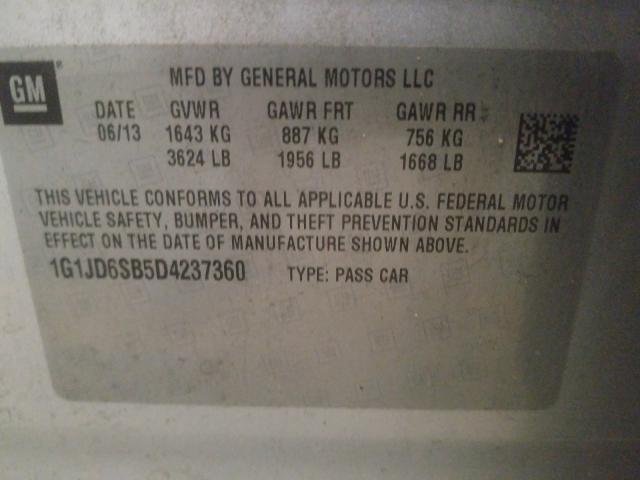 GM
MFD BY GENERAL MOTORS LLC
DATE GVWR GAWR FRT GAWR RR
06/13 1643 KG 887 KG 756 KG
3624 LB 1956 LB 1668 LB
THIS VEHICLE CONFORMS TO ALL APPLICABLE U.S. FEDERAL MOTOR
VEHICLE SAFETY, BUMPER, AND THEFT PREVENTION STANDARDS IN
EFFECT ON THE DATE OF MANUFACTURE SHOWN ABOVE.
1G1JD6SB5D4237360 TYPE: PASS CAR